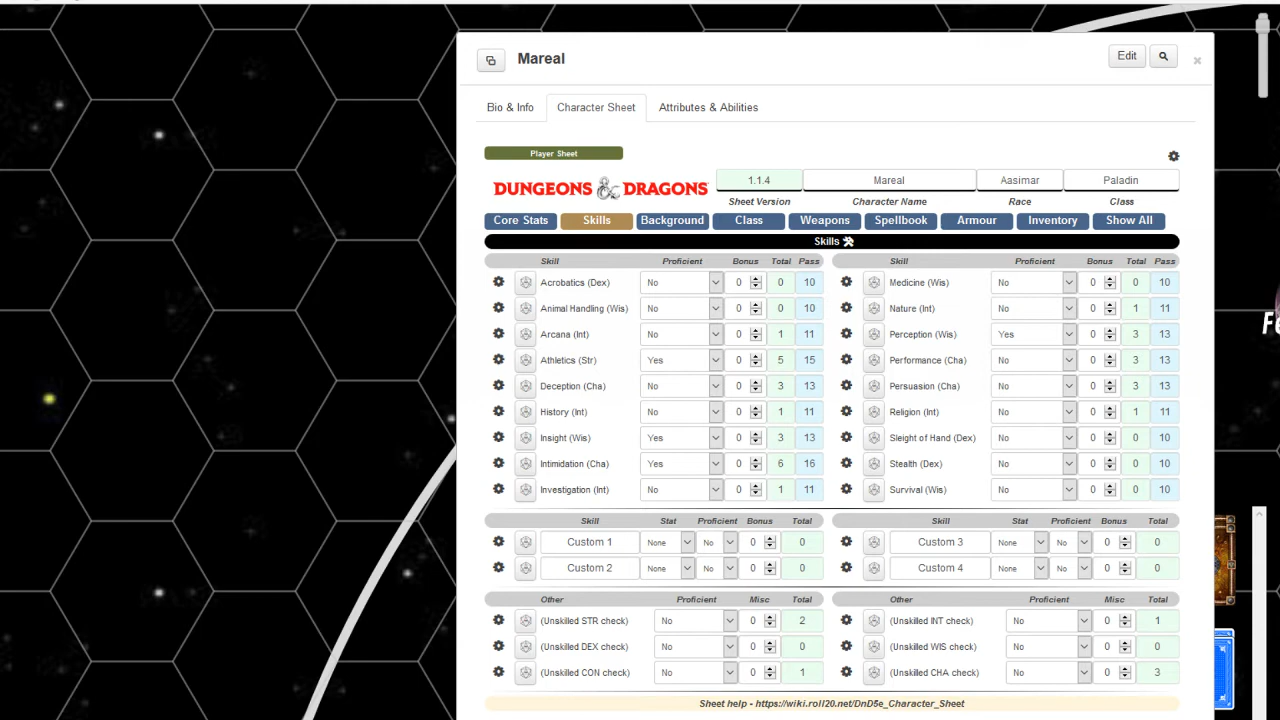 Mareal
Edit
Bio & Info Character Sheet Attributes & Abilities
Player Sheet
DUNGEONS & DRAGONS
1.1.4 Mareal Aasimar Paladin
Sheet Version Character Name Race Class
Core Stats Skills Background Class Weapons Spellbook Armour Inventory Show All
Skills
Skill Proficient Bonus Total Pass Skill Proficient Bonus Total Pass
Acrobatics (Dex) No 0 0 10 Medicine (Wis) No 0 0 10
Animal Handling (Wis) No 0 0 10 Nature (Int) No 0 1 11
Arcana (Int) No 0 1 11 Perception (Wis) Yes 0 3 13
Athletics (Str) Yes 0 5 15 Performance (Cha) No 0 3 13
Deception (Cha) No 0 3 13 Persuasion (Cha) No 0 3 13
History (Int) No 0 1 11 Religion (Int) No 0 1 11
Insight (Wis) Yes 0 3 13 Sleight of Hand (Dex) No 0 0 10
Intimidation (Cha) Yes 0 6 16 Stealth (Dex) No 0 0 10
Investigation (Int) No 0 1 11 Survival (Wis) No 0 0 10
Skill Stat Proficient Bonus Total Skill Stat Proficient Bonus Total
Custom 1 None No 0 0 Custom 3 None No 0 0
Custom 2 None No 0 0 Custom 4 None No 0 0
Other Proficient Misc Total Other Proficient Misc Total
(Unskilled STR check) No 0 2 (Unskilled INT check) No 0 1
(Unskilled DEX check) No 0 0 (Unskilled WIS check) No 0 0
(Unskilled CON check) No 0 1 (Unskilled CHA check) No 0 3
Sheet help - https://wiki.roll20.net/DnD5e_Character_Sheet